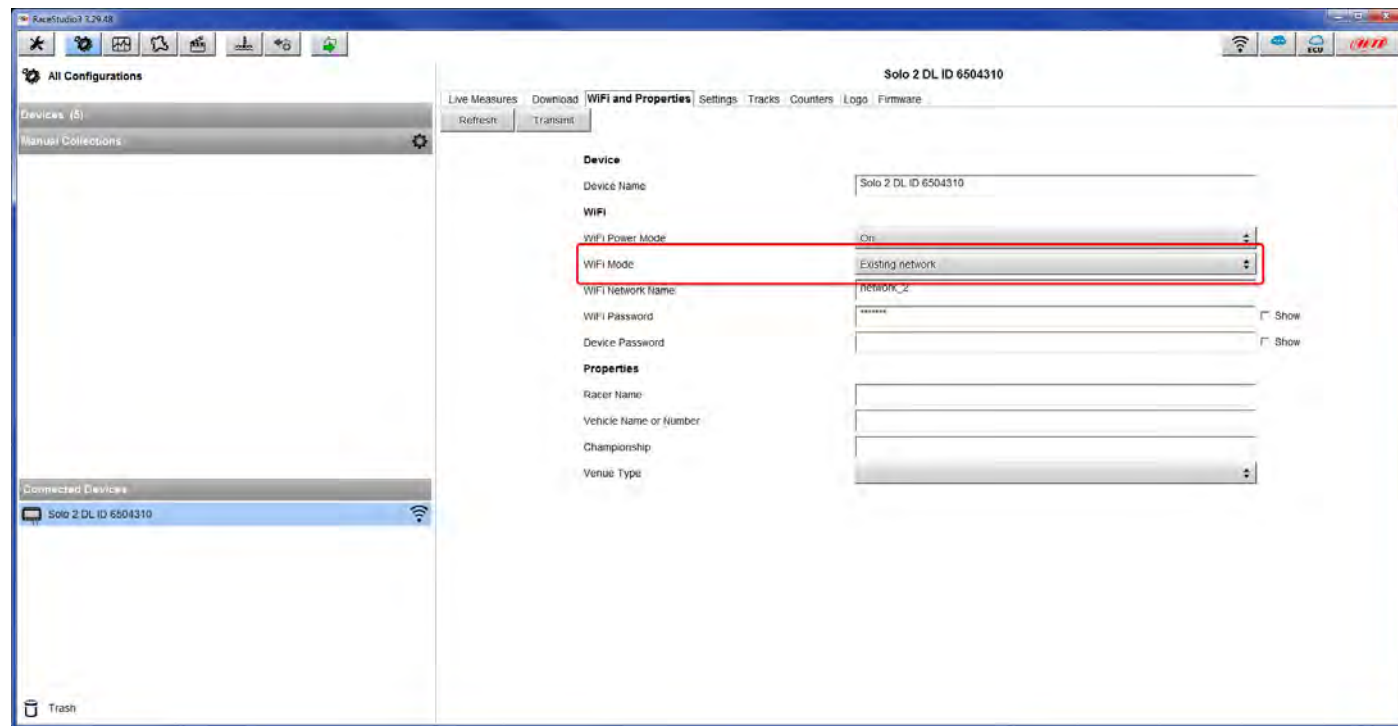 RaceStudio3 3.29.48
ECU
AiM
All Configurations
Devices (5)
Manual Collections
Connected Devices
Solo 2 DL ID 6504310
Trash
Solo 2 DL ID 6504310
Live Measures Download WiFi and Properties Settings Tracks Counters Logo Firmware
Refresh Transmit
Device
Device Name Solo 2 DL ID 6504310
WiFi
WiFi Power Mode On
WiFi Mode Existing network
WiFi Network Name network_2
WiFi Password ******* Show
Device Password Show
Properties
Racer Name
Vehicle Name or Number
Championship
Venue Type